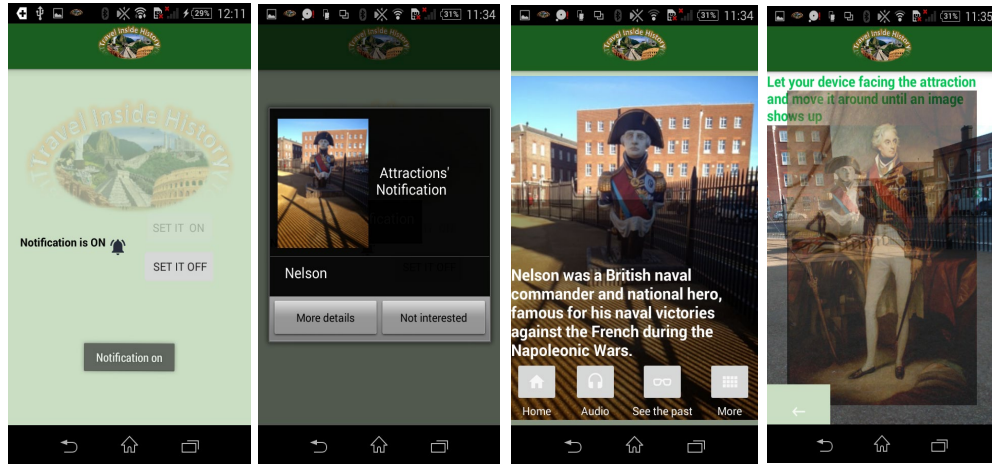 29% 12:11
Travel Inside History
Travel Inside History
SET IT ON
Notification is ON
SET IT OFF
Notification on
31% 11:34
Travel Inside History
Attractions'
Notification
Nelson
More details
Not interested
31% 11:34
Travel Inside History
Nelson was a British naval
commander and national hero,
famous for his naval victories
against the French during the
Napoleonic Wars.
Home
Audio
See the past
More
31% 11:35
Travel Inside History
Let your device facing the attraction
and move it around until an image
shows up